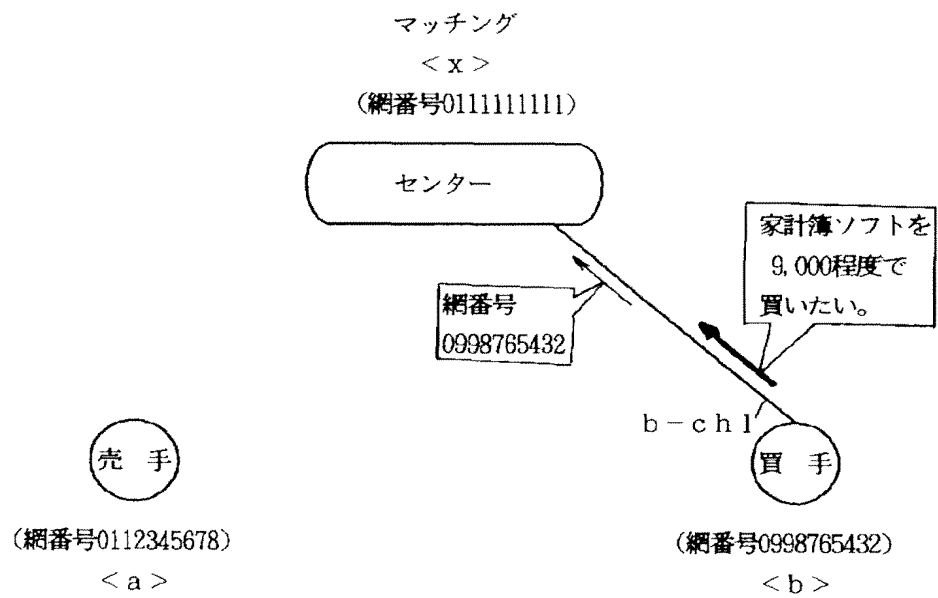 マッチング
＜ｘ＞
（網番号0111111111）
センター
家計簿ソフトを
9,000程度で
買いたい。
網番号
0998765432
ｂ－ｃｈ１
売　手
買　手
（網番号0112345678）
＜ａ＞
（網番号0998765432）
＜ｂ＞